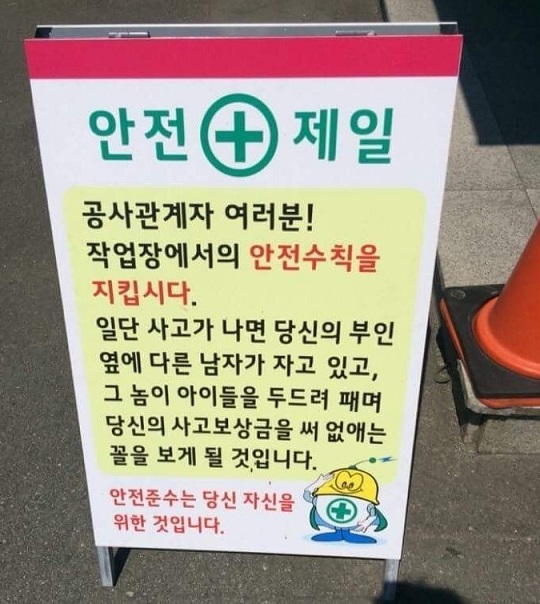 안전 제일
공사관계자 여러분!
작업장에서의 안전수칙을
지킵시다.
일단 사고가 나면 당신의 부인
옆에 다른 남자가 자고 있고,
그 놈이 아이들을 두드려 패며
당신의 사고보상금을 써 없애는
꼴을 보게 될 것입니다.
안전준수는 당신 자신을
위한 것입니다.